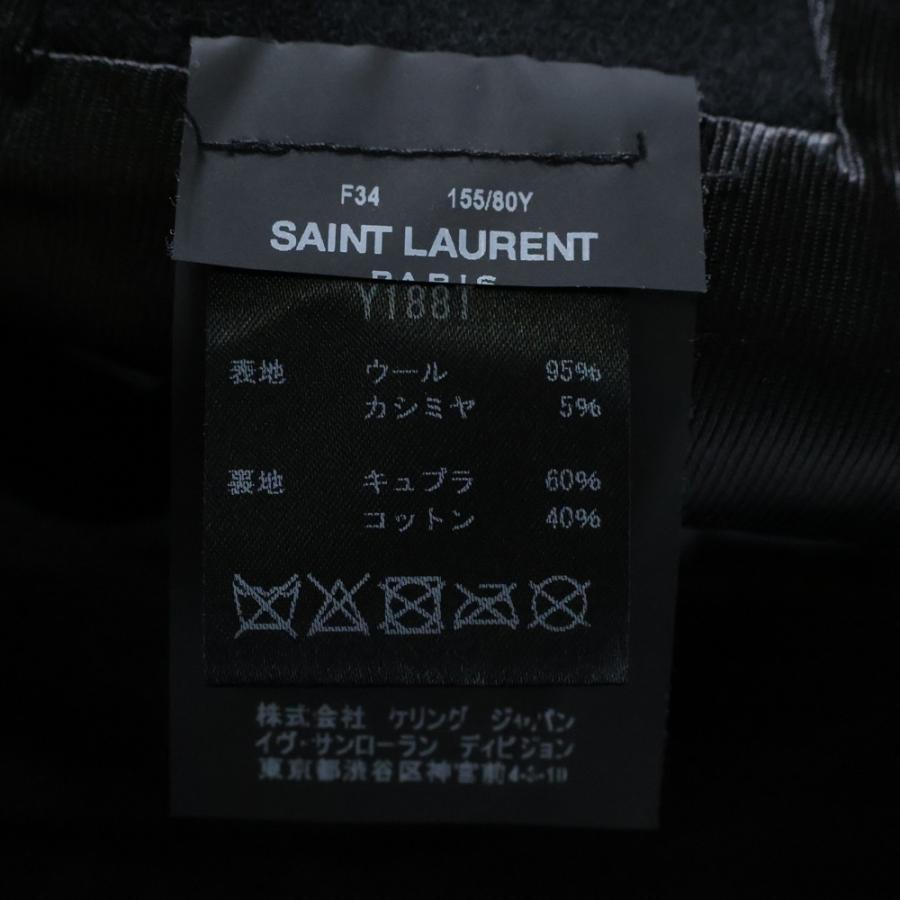 F34 155/80Y
SAINT LAURENT
PARIS
Y1881
表地 ウール 95%
カシミヤ 5%
裏地 キュプラ 60%
コットン 40%
株式会社 ケリング ジャパン
イヴ・サンローラン ディビジョン
東京都渋谷区神宮前4-3-10